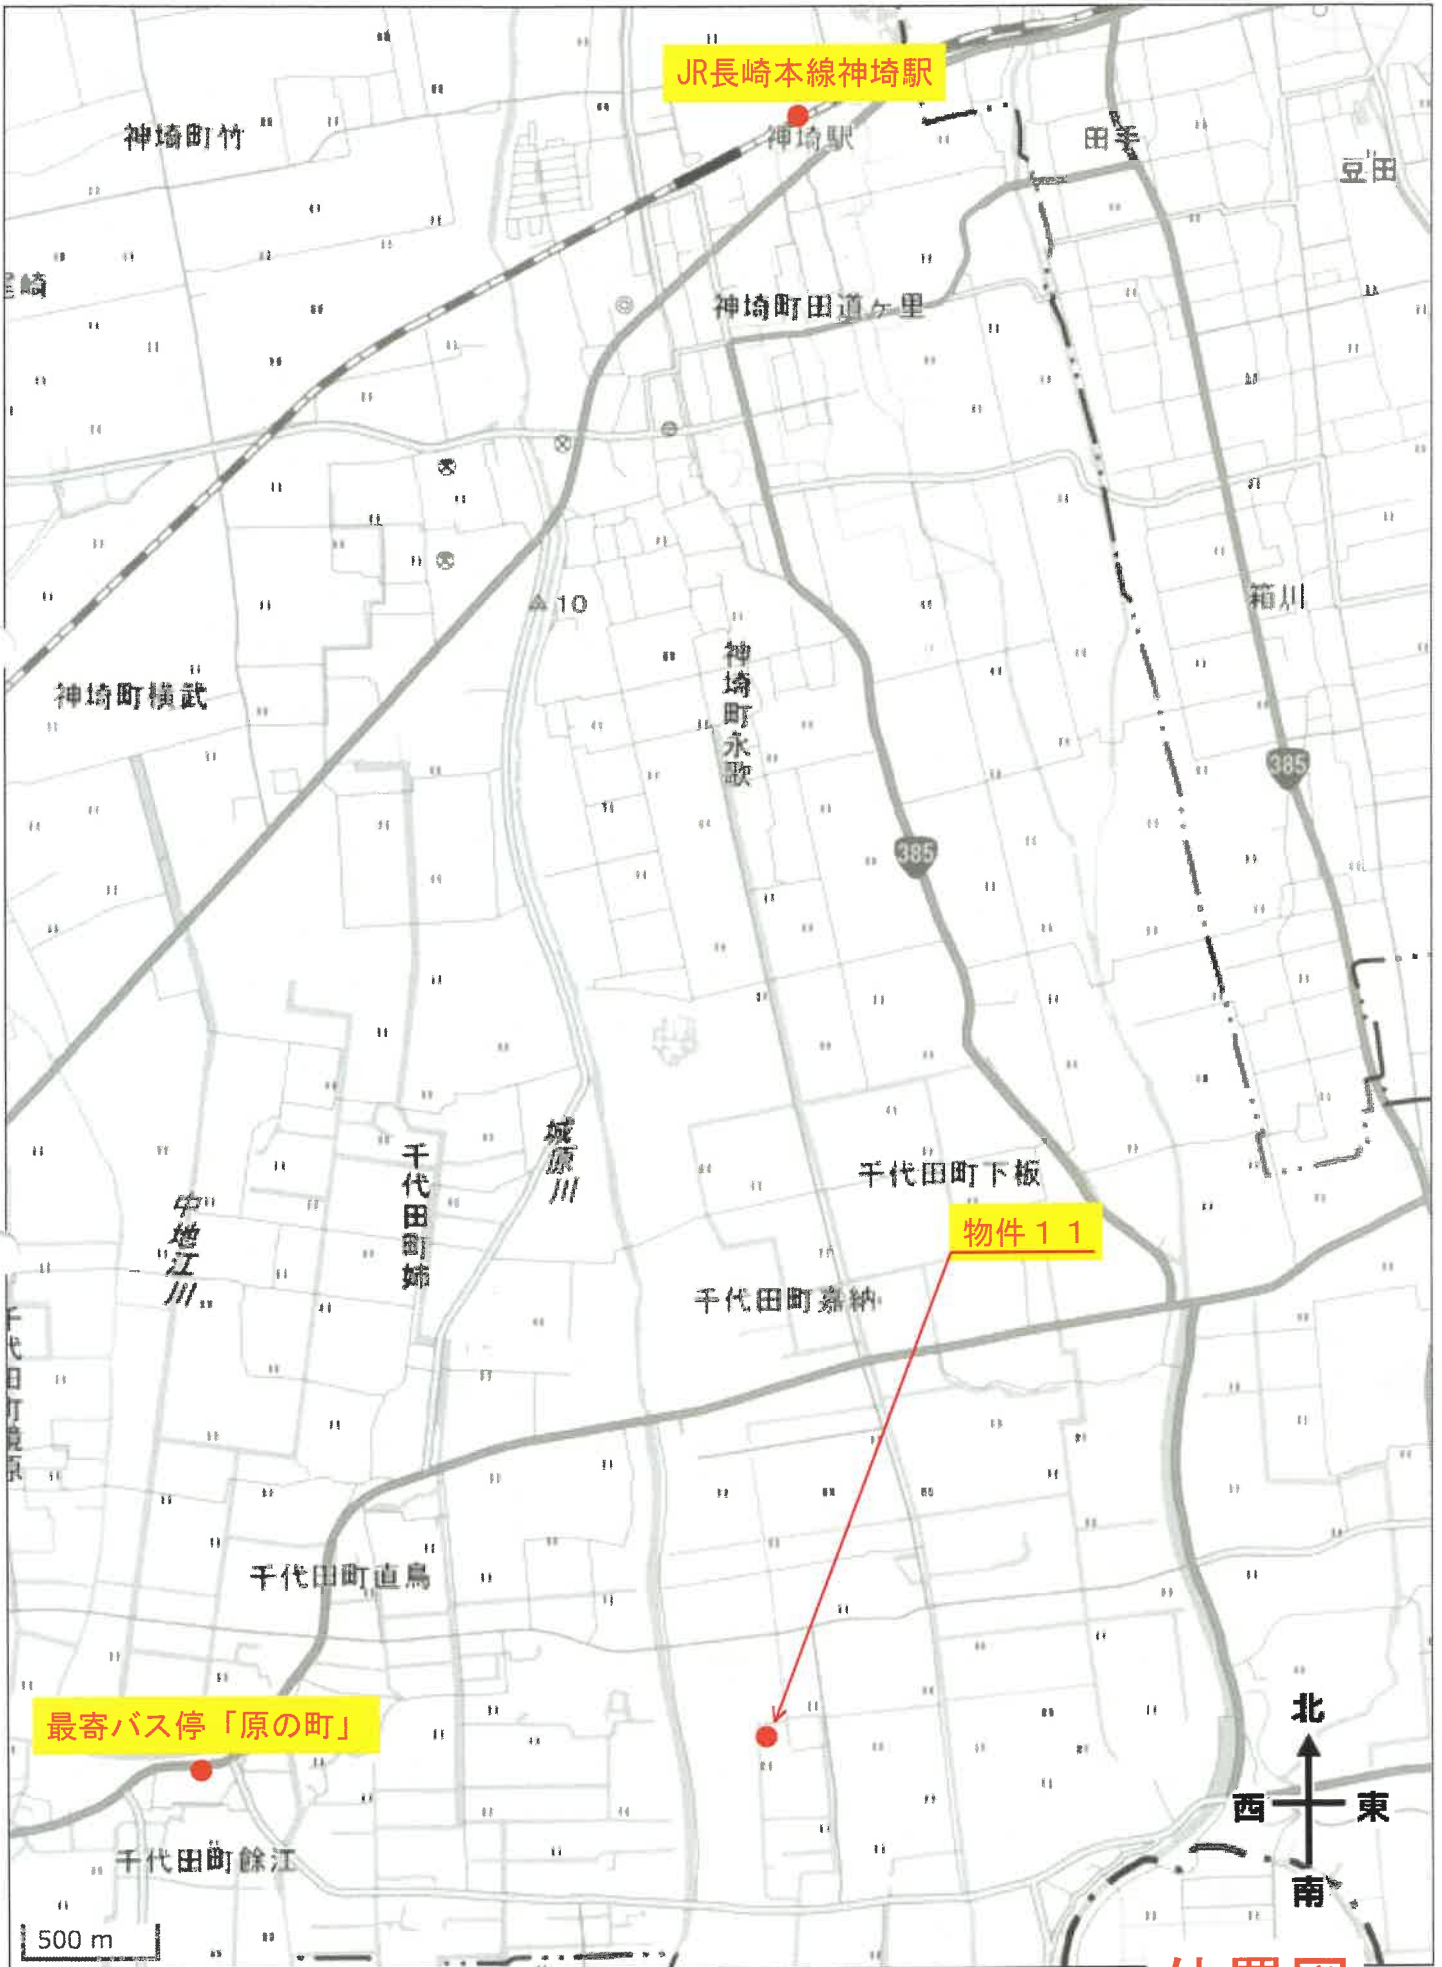 JR長崎本線神埼駅
神埼駅
神埼町竹
田手
豆田
崎
神埼町田道ヶ里
10
箱川
神埼町横武
神埼町永歌
385
385
城原川
千代田町姉
中地江川
千代田町下板
物件11
千代田町嘉納
千代田町直鳥
最寄バス停「原の町」
千代田町餘江
北
西
東
南
500 m